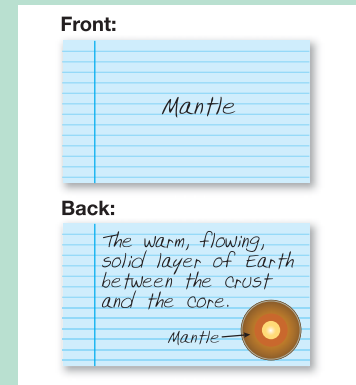 Front:
Mantle
Back:
The warm, flowing,
solid layer of Earth
between the crust
and the core.
Mantle